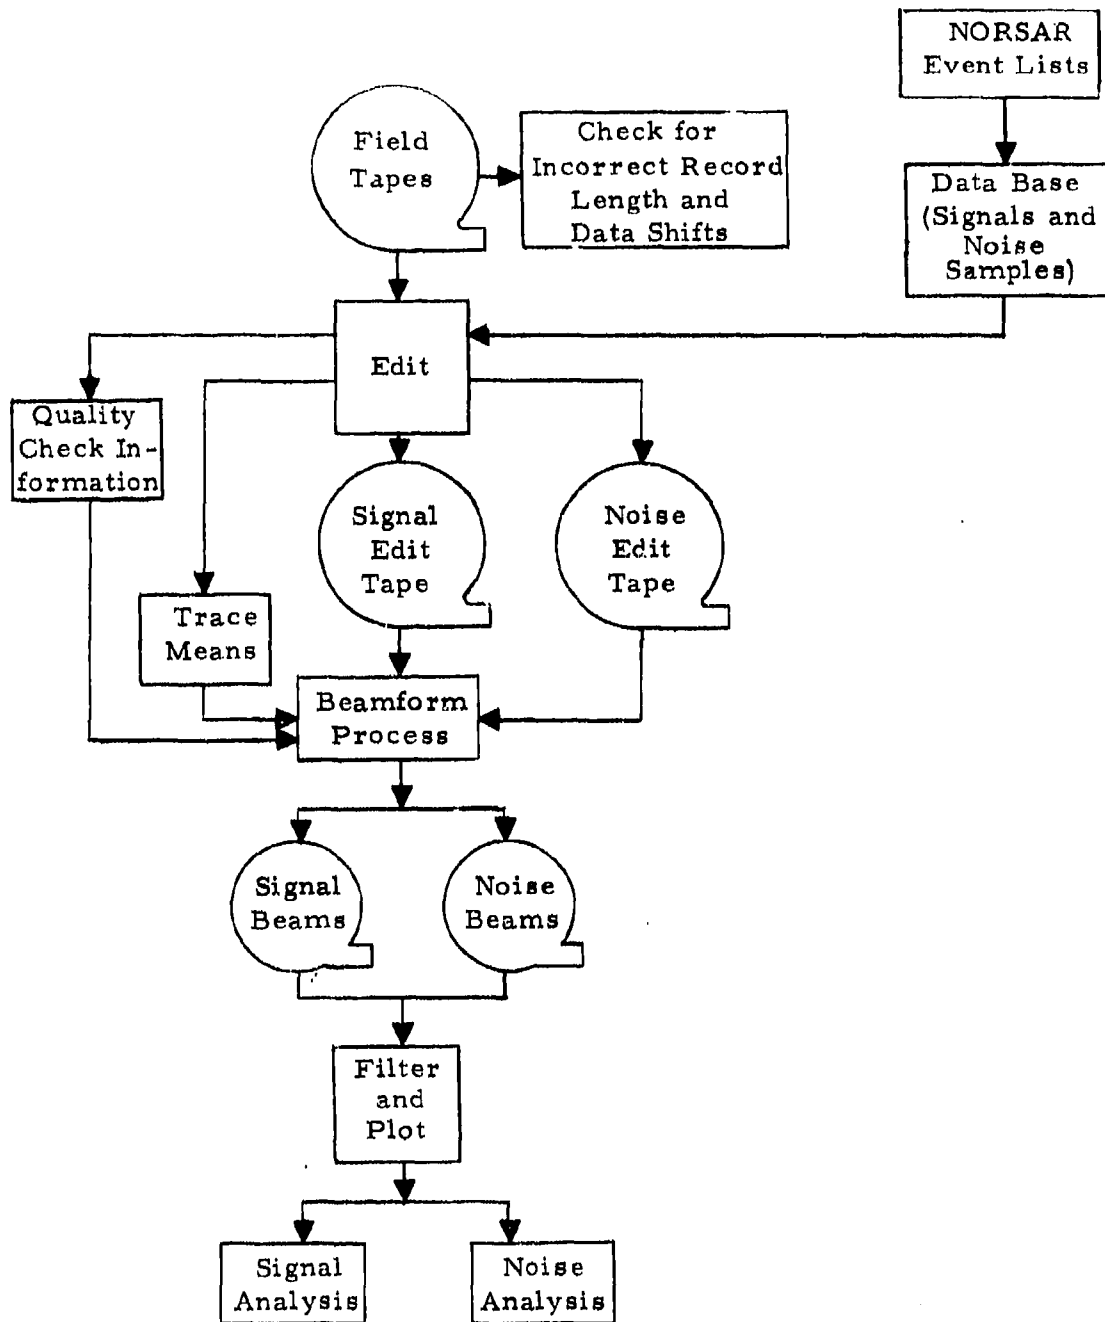 NORSAR
Event Lists
Field
Tapes
Check for
Incorrect Record
Length and
Data Shifts
Data Base
(Signals and
Noise
Samples)
Edit
Quality
Check In-
formation
Signal
Edit
Tape
Noise
Edit
Tape
Trace
Means
Beamform
Process
Signal
Beams
Noise
Beams
Filter
and
Plot
Signal
Analysis
Noise
Analysis